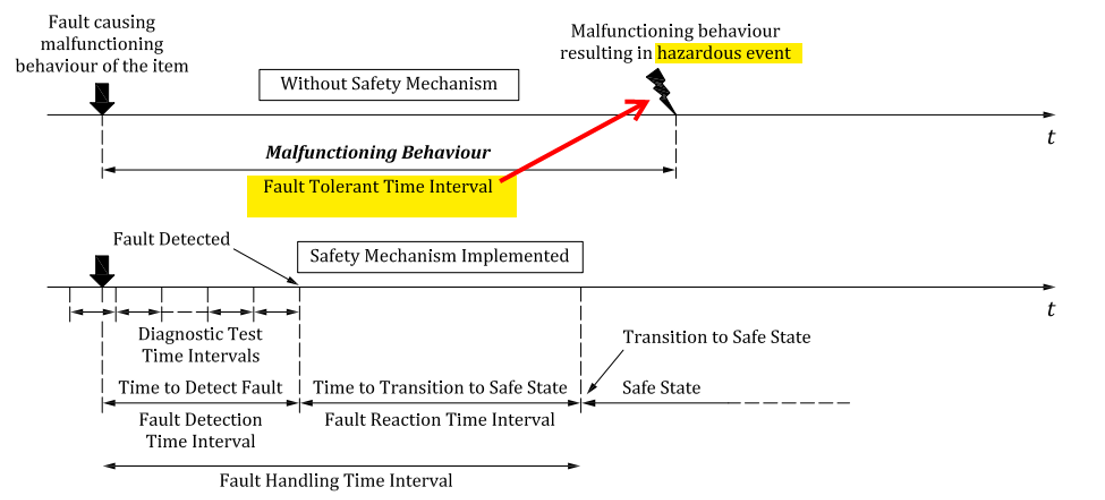 Fault causing
malfunctioning
behaviour of the item
Malfunctioning behaviour
resulting in hazardous event
Without Safety Mechanism
t
Malfunctioning Behaviour
Fault Tolerant Time Interval
Fault Detected
Safety Mechanism Implemented
t
Diagnostic Test
Time Intervals
Transition to Safe State
Time to Detect Fault
Time to Transition to Safe State
Safe State
Fault Detection
Time Interval
Fault Reaction Time Interval
Fault Handling Time Interval